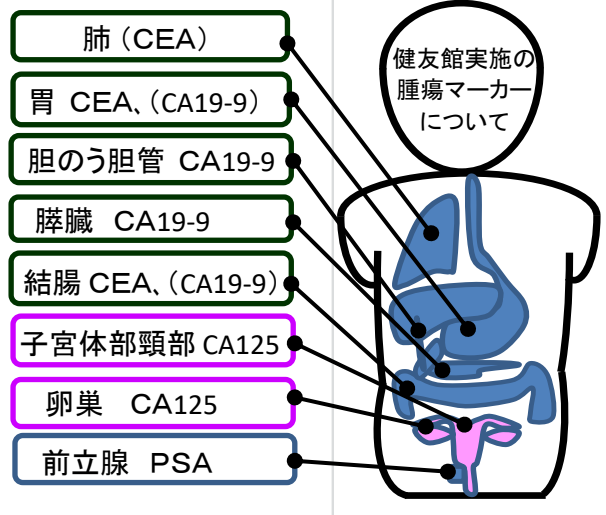 肺（CEA）
胃 CEA、（CA19-9）
胆のう胆管 CA19-9
膵臓 CA19-9
結腸 CEA、（CA19-9）
子宮体部頸部 CA125
卵巣 CA125
前立腺 PSA
健友館実施の
腫瘍マーカー
について